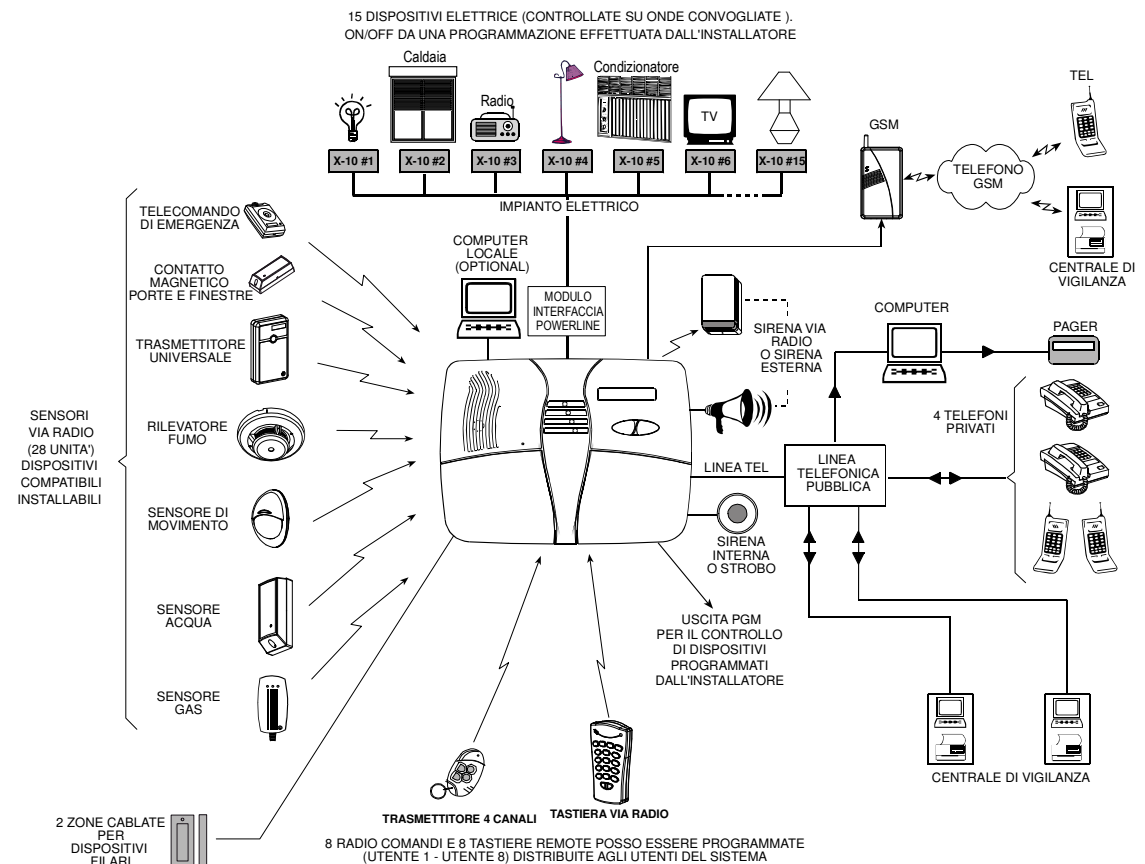 15 DISPOSITIVI ELETTRICE (CONTROLLATE SU ONDE CONVOGLIATE ).
ON/OFF DA UNA PROGRAMMAZIONE EFFETTUATA DALL'INSTALLATORE
Caldaia
Radio
Condizionatore
TV
X-10 #1
X-10 #2
X-10 #3
X-10 #4
X-10 #5
X-10 #6
X-10 #15
IMPIANTO ELETTRICO
GSM
TEL
TELEFONO
GSM
CENTRALE DI
VIGILANZA
TELECOMANDO
DI EMERGENZA
CONTATTO
MAGNETICO
PORTE E FINESTRE
TRASMETTITORE
UNIVERSALE
RILEVATORE
FUMO
SENSORE DI
MOVIMENTO
SENSORE
ACQUA
SENSORE
GAS
SENSORI
VIA RADIO
(28 UNITA')
DISPOSITIVI
COMPATIBILI
INSTALLABILI
COMPUTER
LOCALE
(OPTIONAL)
MODULO
INTERFACCIA
POWERLINE
SIRENA VIA
RADIO
O SIRENA
ESTERNA
COMPUTER
PAGER
4 TELEFONI
PRIVATI
LINEA TEL
LINEA
TELEFONICA
PUBBLICA
SIRENA
INTERNA
O STROBO
USCITA PGM
PER IL CONTROLLO
DI DISPOSITIVI
PROGRAMMATI
DALL'INSTALLATORE
CENTRALE DI VIGILANZA
TRASMETTITORE 4 CANALI
TASTIERA VIA RADIO
2 ZONE CABLATE
PER
DISPOSITIVI
FILARI
8 RADIO COMANDI E 8 TASTIERE REMOTE POSSO ESSERE PROGRAMMATE
(UTENTE 1 - UTENTE 8) DISTRIBUITE AGLI UTENTI DEL SISTEMA